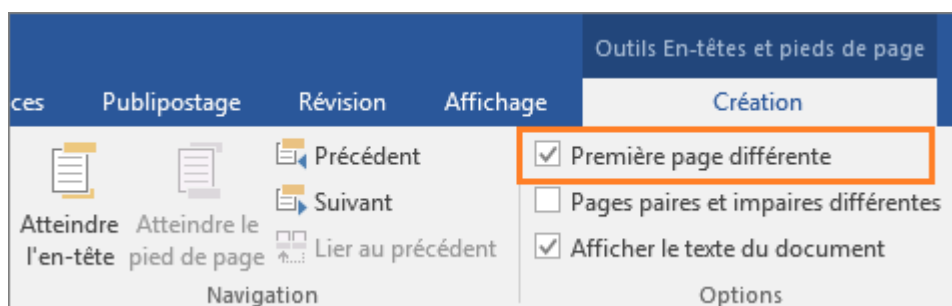 Outils En-têtes et pieds de page
ces Publipostage Révision Affichage Création
Précédent
Première page différente
Suivant
Pages paires et impaires différentes
Atteindre l'en-tête
Atteindre le pied de page
Lier au précédent
Afficher le texte du document
Navigation
Options